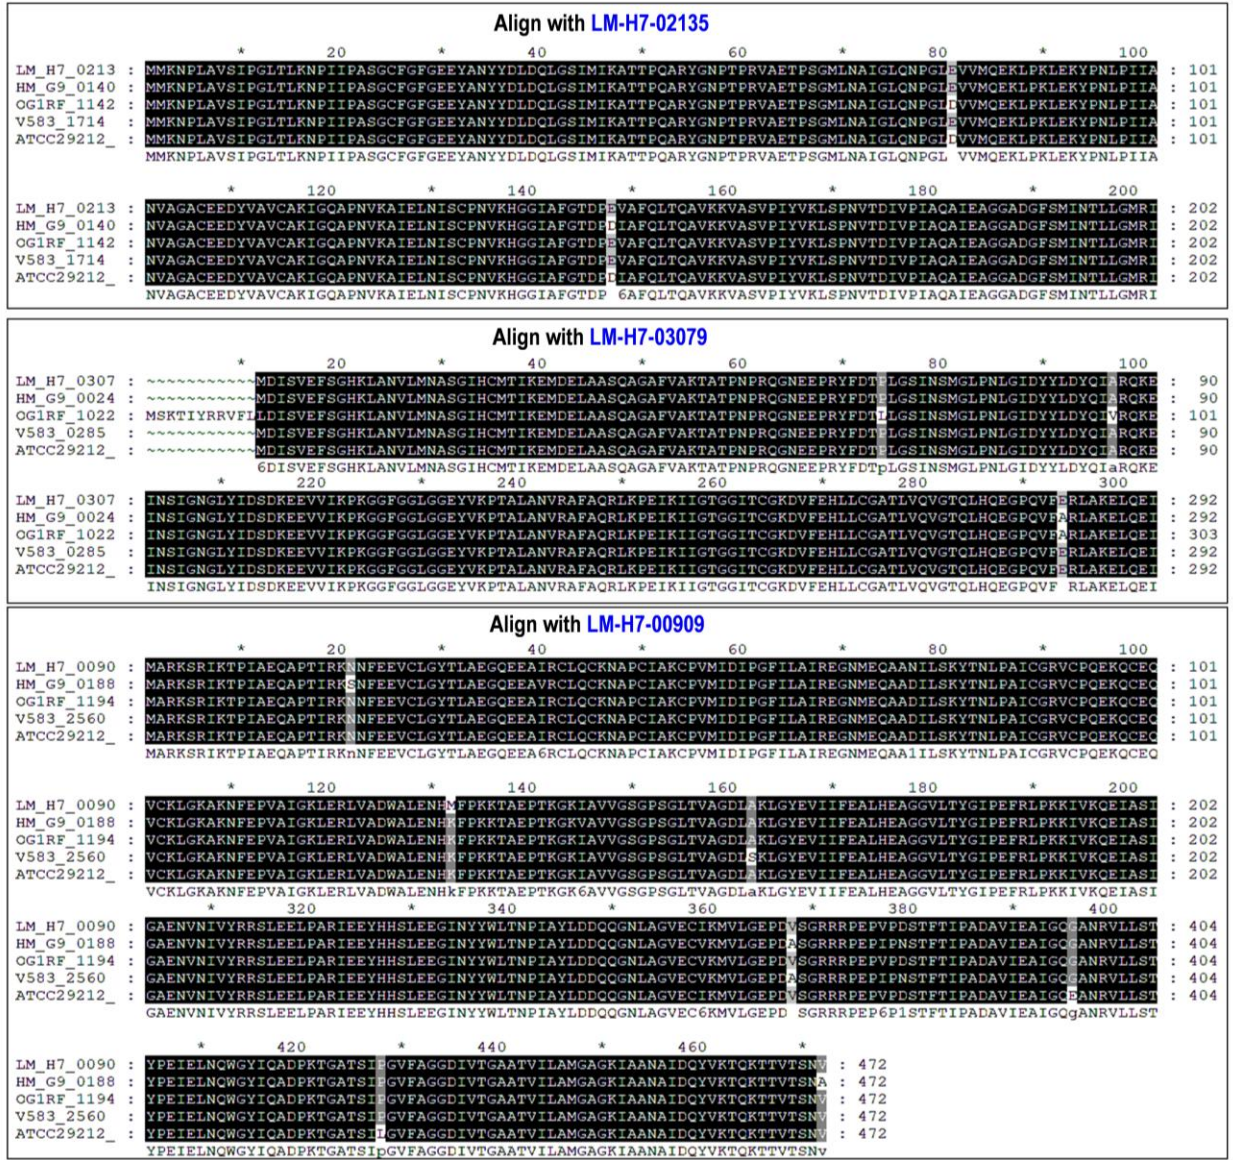 Align with LM-H7-02135
* 20 * 40 * 60 * 80 * 100
LM_H7_0213 : MMKNPLAVSIPGLTLKNPIIPASGCFGFGEEYANYYDLDQLGSIMIKATTPQARYGNPTPRVAETPSGMLNAIGLQNPGLEVVMQEKLPKLEKYPNLPIIA : 101
HM_G9_0140 : MMKNPLAVSIPGLTLKNPIIPASGCFGFGEEYANYYDLDQLGSIMIKATTPQARYGNPTPRVAETPSGMLNAIGLQNPGLEVVMQEKLPKLEKYPNLPIIA : 101
OG1RF_1142 : MMKNPLAVSIPGLTLKNPIIPASGCFGFGEEYANYYDLDQLGSIMIKATTPQARYGNPTPRVAETPSGMLNAIGLQNPGLDVVMQEKLPKLEKYPNLPIIA : 101
V583_1714 : MMKNPLAVSIPGLTLKNPIIPASGCFGFGEEYANYYDLDQLGSIMIKATTPQARYGNPTPRVAETPSGMLNAIGLQNPGLEVVMQEKLPKLEKYPNLPIIA : 101
ATCC29212_ : MMKNPLAVSIPGLTLKNPIIPASGCFGFGEEYANYYDLDQLGSIMIKATTPQARYGNPTPRVAETPSGMLNAIGLQNPGLDVVMQEKLPKLEKYPNLPIIA : 101
MMKNPLAVSIPGLTLKNPIIPASGCFGFGEEYANYYDLDQLGSIMIKATTPQARYGNPTPRVAETPSGMLNAIGLQNPGL VVMQEKLPKLEKYPNLPIIA
* 120 * 140 * 160 * 180 * 200
LM_H7_0213 : NVAGACEEDYVAVCAKIGQAPNVKAIELNISCPNVKHGGIAFGTDPEVAFQLTQAVKKVASVPIYVKLSPNVTDIVPIAQAIEAGGADGFSMINTLLGMRI : 202
HM_G9_0140 : NVAGACEEDYVAVCAKIGQAPNVKAIELNISCPNVKHGGIAFGTDPDIAFQLTQAVKKVASVPIYVKLSPNVTDIVPIAQAIEAGGADGFSMINTLLGMRI : 202
OG1RF_1142 : NVAGACEEDYVAVCAKIGQAPNVKAIELNISCPNVKHGGIAFGTDPEVAFQLTQAVKKVASVPIYVKLSPNVTDIVPIAQAIEAGGADGFSMINTLLGMRI : 202
V583_1714 : NVAGACEEDYVAVCAKIGQAPNVKAIELNISCPNVKHGGIAFGTDPEVAFQLTQAVKKVASVPIYVKLSPNVTDIVPIAQAIEAGGADGFSMINTLLGMRI : 202
ATCC29212_ : NVAGACEEDYVAVCAKIGQAPNVKAIELNISCPNVKHGGIAFGTDPDIAFQLTQAVKKVASVPIYVKLSPNVTDIVPIAQAIEAGGADGFSMINTLLGMRI : 202
NVAGACEEDYVAVCAKIGQAPNVKAIELNISCPNVKHGGIAFGTDP 6AFQLTQAVKKVASVPIYVKLSPNVTDIVPIAQAIEAGGADGFSMINTLLGMRI
Align with LM-H7-03079
* 20 * 40 * 60 * 80 * 100
LM_H7_0307 : ~~~~~~~~~~~MDISVEFSGHKLANVLMNASGIHCMTIKEMDELAASQAGAFVAKTATPNPRQGNEEPRYFDTPLGSINSMGLPNLGIDYYLDYQIARQKE : 90
HM_G9_0024 : ~~~~~~~~~~~MDISVEFSGHKLANVLMNASGIHCMTIKEMDELAASQAGAFVAKTATPNPRQGNEEPRYFDTPLGSINSMGLPNLGIDYYLDYQIARQKE : 90
OG1RF_1022 : MSKTIYRRVFLLDISVEFSGHKLANVLMNASGIHCMTIKEMDELAASQAGAFVAKTATPNPRQGNEEPRYFDTLLGSINSMGLPNLGIDYYLDYQIVRQKE : 101
V583_0285 : ~~~~~~~~~~~MDISVEFSGHKLANVLMNASGIHCMTIKEMDELAASQAGAFVAKTATPNPRQGNEEPRYFDTPLGSINSMGLPNLGIDYYLDYQIARQKE : 90
ATCC29212_ : ~~~~~~~~~~~MDISVEFSGHKLANVLMNASGIHCMTIKEMDELAASQAGAFVAKTATPNPRQGNEEPRYFDTPLGSINSMGLPNLGIDYYLDYQIARQKE : 90
6DISVEFSGHKLANVLMNASGIHCMTIKEMDELAASQAGAFVAKTATPNPRQGNEEPRYFDTpLGSINSMGLPNLGIDYYLDYQIaRQKE
* 220 * 240 * 260 * 280 * 300
LM_H7_0307 : INSIGNGLYIDSDKEEVVIKPKGGFGGLGGEYVKPTALANVRAFAQRLKPEIKIIGTGGITCGKDVFEHLLCGATLVQVGTQLHQEGPQVFERLAKELQEI : 292
HM_G9_0024 : INSIGNGLYIDSDKEEVVIKPKGGFGGLGGEYVKPTALANVRAFAQRLKPEIKIIGTGGITCGKDVFEHLLCGATLVQVGTQLHQEGPQVFARLAKELQEI : 292
OG1RF_1022 : INSIGNGLYIDSDKEEVVIKPKGGFGGLGGEYVKPTALANVRAFAQRLKPEIKIIGTGGITCGKDVFEHLLCGATLVQVGTQLHQEGPQVFARLAKELQEI : 303
V583_0285 : INSIGNGLYIDSDKEEVVIKPKGGFGGLGGEYVKPTALANVRAFAQRLKPEIKIIGTGGITCGKDVFEHLLCGATLVQVGTQLHQEGPQVFERLAKELQEI : 292
ATCC29212_ : INSIGNGLYIDSDKEEVVIKPKGGFGGLGGEYVKPTALANVRAFAQRLKPEIKIIGTGGITCGKDVFEHLLCGATLVQVGTQLHQEGPQVFERLAKELQEI : 292
INSIGNGLYIDSDKEEVVIKPKGGFGGLGGEYVKPTALANVRAFAQRLKPEIKIIGTGGITCGKDVFEHLLCGATLVQVGTQLHQEGPQVF RLAKELQEI
Align with LM-H7-00909
* 20 * 40 * 60 * 80 * 100
LM_H7_0090 : MARKSRIKTPIAEQAPTIRKNNFEEVCLGYTLAEGQEEAIRCLQCKNAPCIAKCPVMIDIPGFILAIREGNMEQAANILSKYTNLPAICGRVCPQEKQCEQ : 101
HM_G9_0188 : MARKSRIKTPIAEQAPTIRKSNFEEVCLGYTLAEGQEEAVRCLQCKNAPCIAKCPVMIDIPGFILAIREGNMEQAADILSKYTNLPAICGRVCPQEKQCEQ : 101
OG1RF_1194 : MARKSRIKTPIAEQAPTIRKNNFEEVCLGYTLAEGQEEAIRCLQCKNAPCIAKCPVMIDIPGFILAIREGNMEQAADILSKYTNLPAICGRVCPQEKQCEQ : 101
V583_2560 : MARKSRIKTPIAEQAPTIRKNNFEEVCLGYTLAEGQEEAIRCLQCKNAPCIAKCPVMIDIPGFILAIREGNMEQAADILSKYTNLPAICGRVCPQEKQCEQ : 101
ATCC29212_ : MARKSRIKTPIAEQAPTIRKNNFEEVCLGYTLAEGQEEAIRCLQCKNAPCIAKCPVMIDIPGFILAIREGNMEQAADILSKYTNLPAICGRVCPQEKQCEQ : 101
MARKSRIKTPIAEQAPTIRKnNFEEVCLGYTLAEGQEEA6RCLQCKNAPCIAKCPVMIDIPGFILAIREGNMEQAA1ILSKYTNLPAICGRVCPQEKQCEQ
* 120 * 140 * 160 * 180 * 200
LM_H7_0090 : VCKLGKAKNFEPVAIGKLERLVADWALENHMFPKKTAEPTKGKIAVVGSGPSGLTVAGDLAKLGYEVIIFEALHEAGGVLTYGIPEFRLPKKIVKQEIASI : 202
HM_G9_0188 : VCKLGKAKNFEPVAIGKLERLVADWALENHKFPKKTAEPTKGKVAVVGSGPSGLTVAGDLAKLGYEVIIFEALHEAGGVLTYGIPEFRLPKKIVKQEIASI : 202
OG1RF_1194 : VCKLGKAKNFEPVAIGKLERLVADWALENHKFPKKTAEPTKGKIAVVGSGPSGLTVAGDLAKLGYEVIIFEALHEAGGVLTYGIPEFRLPKKIVKQEIASI : 202
V583_2560 : VCKLGKAKNFEPVAIGKLERLVADWALENHKFPKKTAEPTKGKIAVVGSGPSGLTVAGDLSKLGYEVIIFEALHEAGGVLTYGIPEFRLPKKIVKQEIASI : 202
ATCC29212_ : VCKLGKAKNFEPVAIGKLERLVADWALENHKFPKKTAEPTKGKIAVVGSGPSGLTVAGDLAKLGYEVIIFEALHEAGGVLTYGIPEFRLPKKIVKQEIASI : 202
VCKLGKAKNFEPVAIGKLERLVADWALENHkFPKKTAEPTKGK6AVVGSGPSGLTVAGDLaKLGYEVIIFEALHEAGGVLTYGIPEFRLPKKIVKQEIASI
* 320 * 340 * 360 * 380 * 400
LM_H7_0090 : GAENVNIVYRRSLEELPARIEEYHHSLEEGINYYWLTNPIAYLDDQQGNLAGVECIKMVLGEPDVSGRRRPEPVPDSTFTIPADAVIEAIGQGANRVLLST : 404
HM_G9_0188 : GAENVNIVYRRSLEELPARIEEYHHSLEEGINYYWLTNPIAYLDDQQGNLAGVECVKMVLGEPDASGRRRPEPIPNSTFTIPADAVIEAIGQGANRVLLST : 404
OG1RF_1194 : GAENVNIVYRRSLEELPARIEEYHHSLEEGINYYWLTNPIAYLDDQQGNLAGVECVKMVLGEPDVSGRRRPEPVPDSTFTIPADAVIEAIGQGANRVLLST : 404
V583_2560 : GAENVNIVYRRSLEELPARIEEYHHSLEEGINYYWLTNPIAYLDDQQGNLAGVECVKMVLGEPDASGRRRPEPIPNSTFTIPADAVIEAIGQGANRVLLST : 404
ATCC29212_ : GAENVNIVYRRSLEELPARIEEYHHSLEEGINYYWLTNPIAYLDDQQGNLAGVECIKMVLGEPDVSGRRRPEPVPDSTFTIPADAVIEAIGQEANRVLLST : 404
GAENVNIVYRRSLEELPARIEEYHHSLEEGINYYWLTNPIAYLDDQQGNLAGVEC6KMVLGEPD SGRRRPEP6P1STFTIPADAVIEAIGQgANRVLLST
* 420 * 440 * 460 *
LM_H7_0090 : YPEIELNQWGYIQADPKTGATSIPGVFAGGDIVTGAATVILAMGAGKIAANAIDQYVKTQKTTVTSNV : 472
HM_G9_0188 : YPEIELNQWGYIQADPKTGATSIPGVFAGGDIVTGAATVILAMGAGKIAANAIDQYVKTQKTTVTSNA : 472
OG1RF_1194 : YPEIELNQWGYIQADPKTGATSIPGVFAGGDIVTGAATVILAMGAGKIAANAIDQYVKTQKTTVTSNV : 472
V583_2560 : YPEIELNQWGYIQADPKTGATSIPGVFAGGDIVTGAATVILAMGAGKIAANAIDQYVKTQKTTVTSNV : 472
ATCC29212_ : YPEIELNQWGYIQADPKTGATSILGVFAGGDIVTGAATVILAMGAGKIAANAIDQYVKTQKTTVTSNV : 472
YPEIELNQWGYIQADPKTGATSIpGVFAGGDIVTGAATVILAMGAGKIAANAIDQYVKTQKTTVTSNv